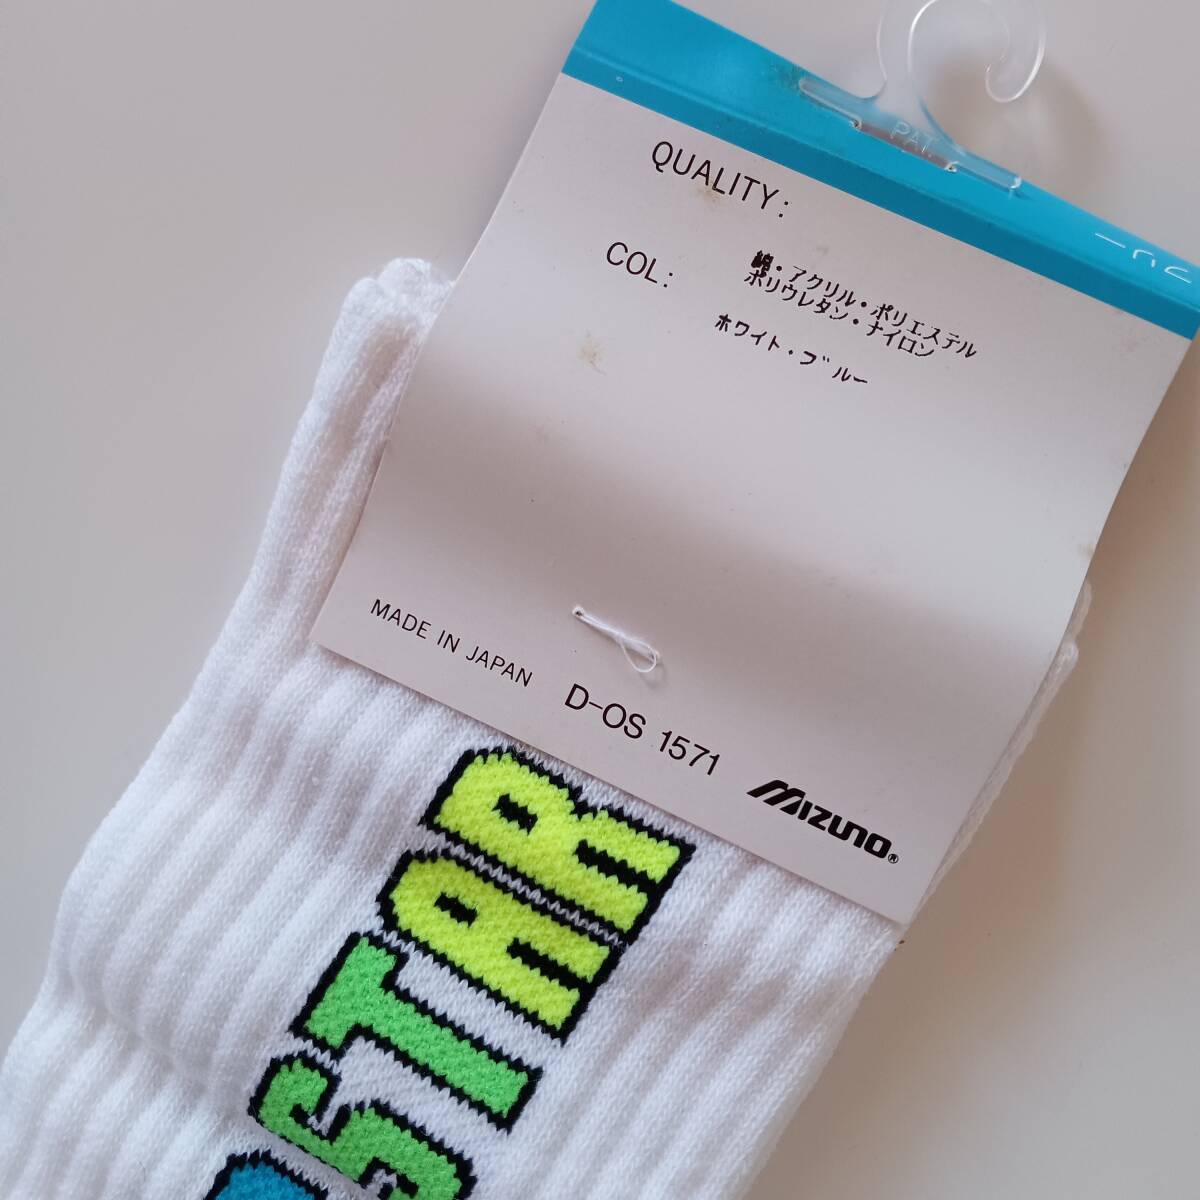 PAT.
QUALITY:
綿・アクリル・ポリエステル
ポリウレタン・ナイロン
COL:
ホワイト・ブルー
MADE IN JAPAN
D-OS 1571
MIZUNO®
STAR